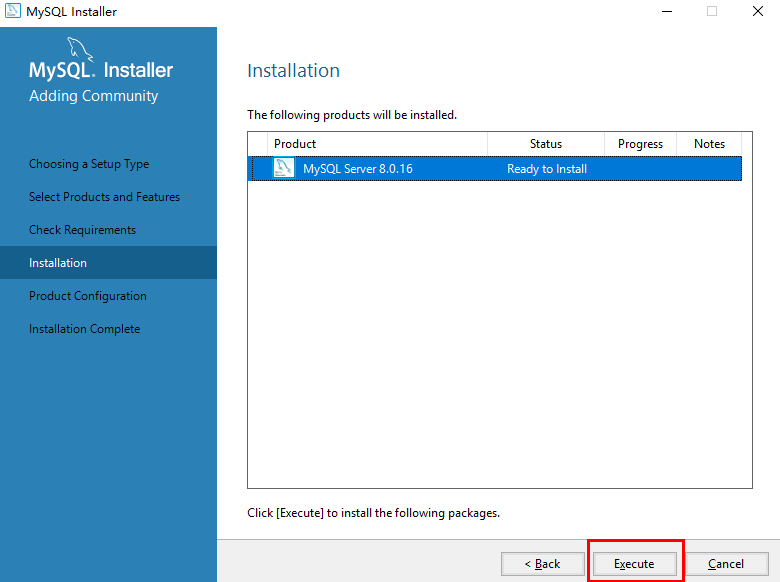 MySQL Installer
MySQL. Installer
Adding Community
Choosing a Setup Type
Select Products and Features
Check Requirements
Installation
Product Configuration
Installation Complete
Installation
The following products will be installed.
Product Status Progress Notes
MySQL Server 8.0.16 Ready to Install
Click [Execute] to install the following packages.
< Back Execute Cancel